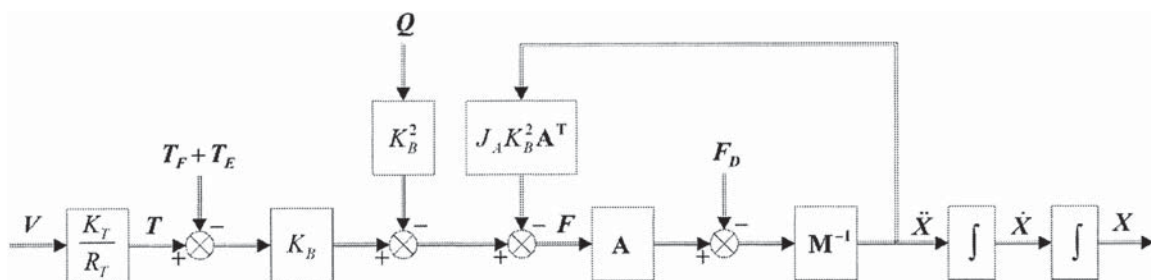 Q
K_B^2
J_A K_B^2 A^T
T_F + T_E
F_D
V
K_T
R_T
T
−
+
K_B
−
+
−
+
F
A
−
+
M^{-1}
Ẍ
∫
Ẋ
∫
X